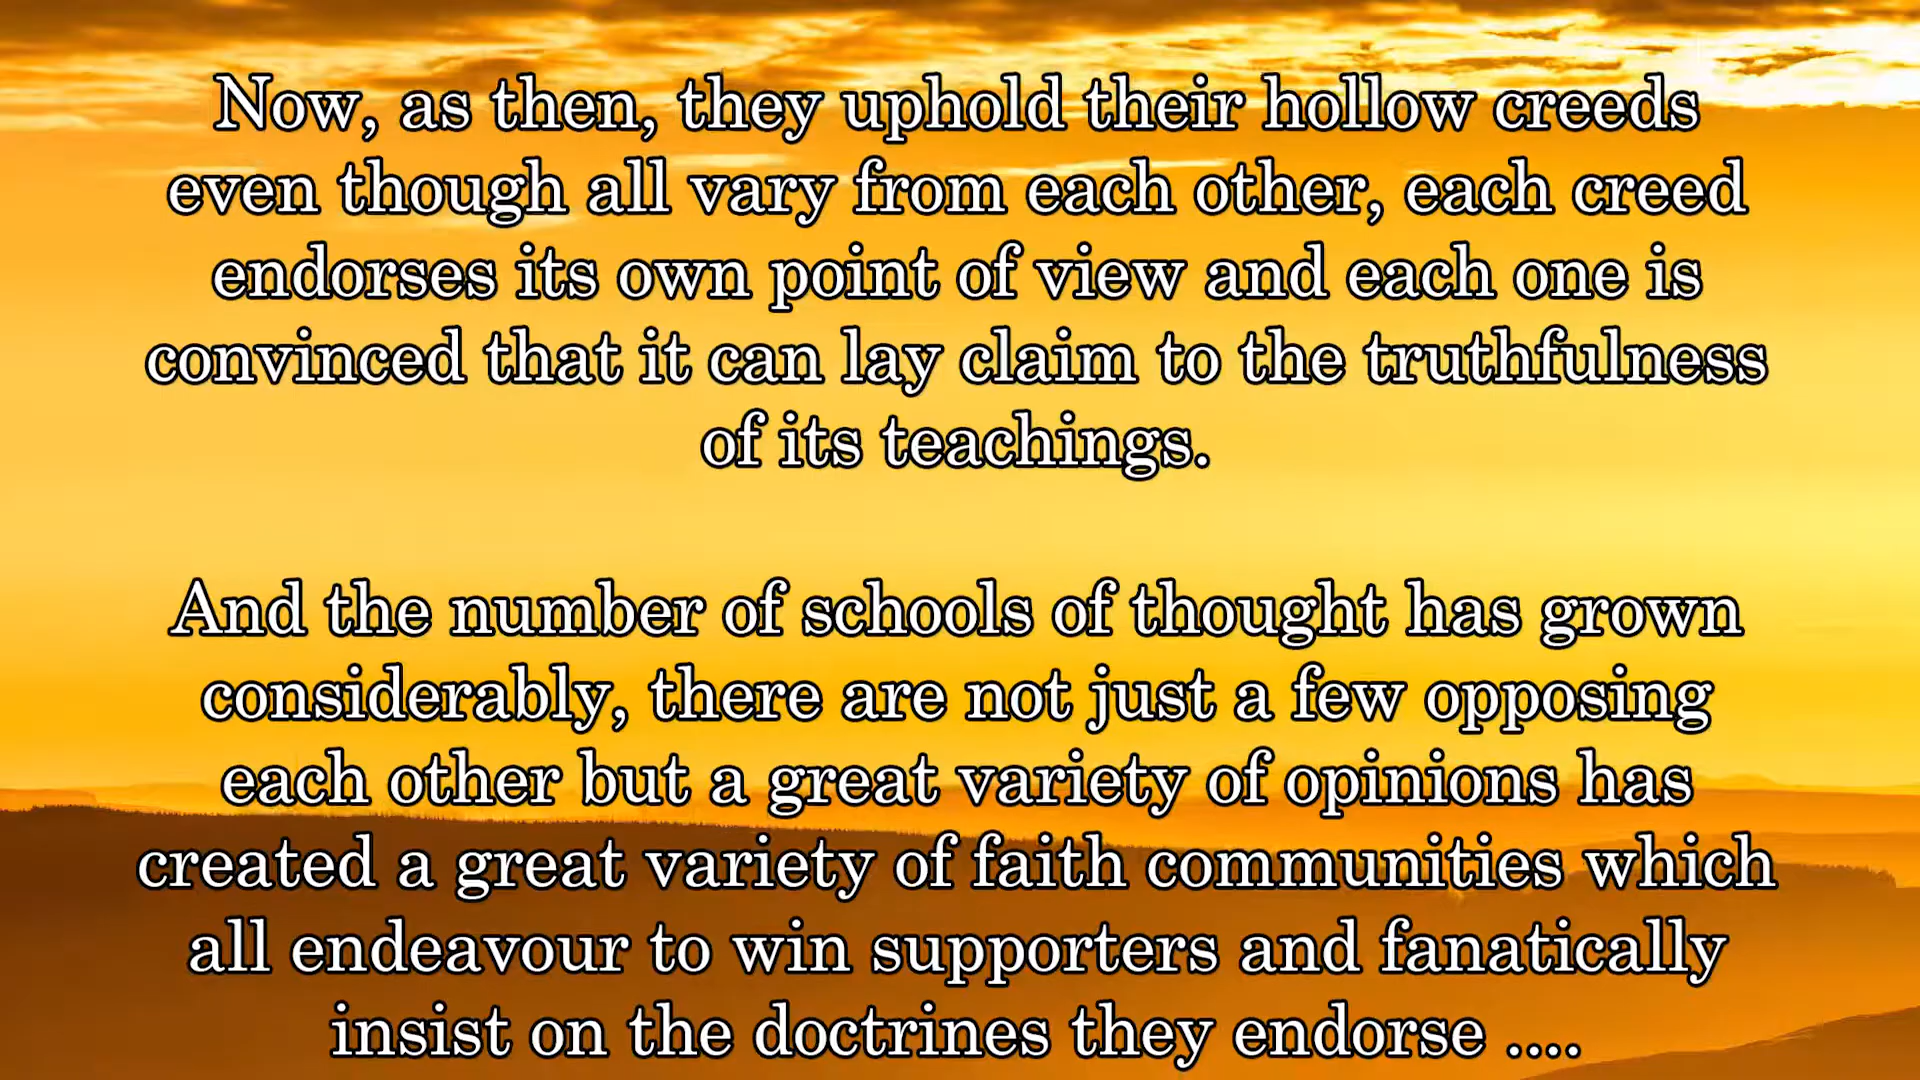 Now, as then, they uphold their hollow creeds
even though all vary from each other, each creed
endorses its own point of view and each one is
convinced that it can lay claim to the truthfulness
of its teachings.
And the number of schools of thought has grown
considerably, there are not just a few opposing
each other but a great variety of opinions has
created a great variety of faith communities which
all endeavour to win supporters and fanatically
insist on the doctrines they endorse ....